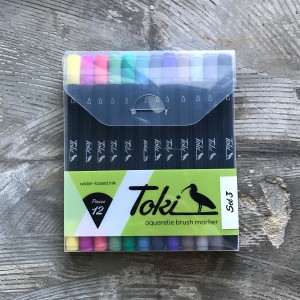 water-based ink
Pieces
12
Toki
aquarelle brush marker
Set 3